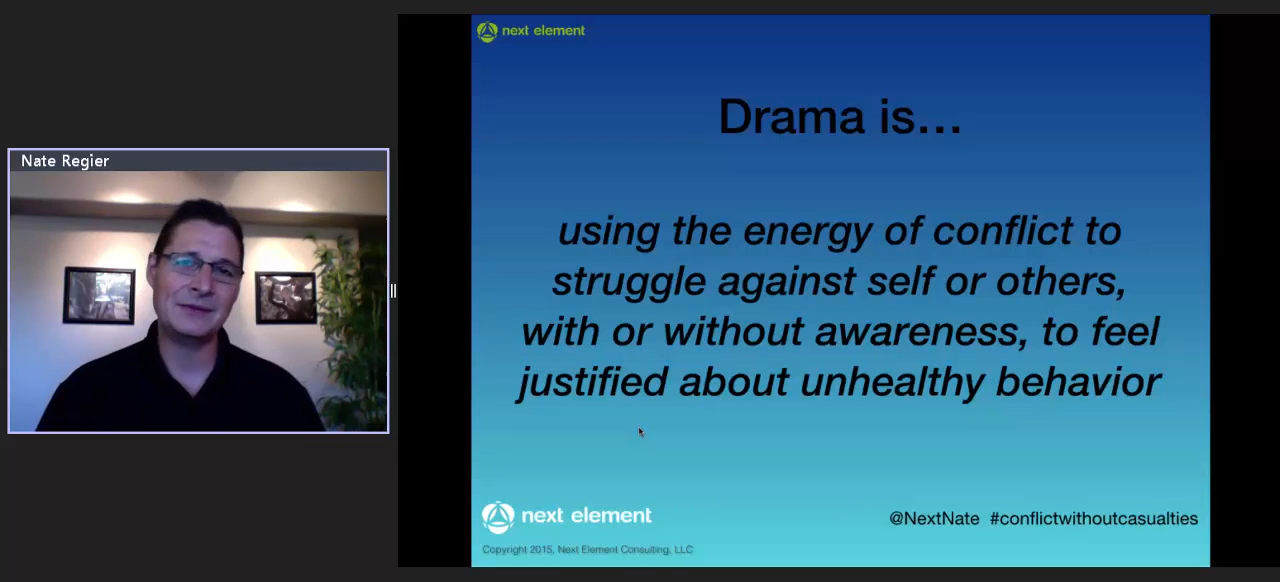 Nate Regier
next element
Drama is...
using the energy of conflict to
struggle against self or others,
with or without awareness, to feel
justified about unhealthy behavior
next element
@NextNate #conflictwithoutcasualties
Copyright 2015, Next Element Consulting, LLC